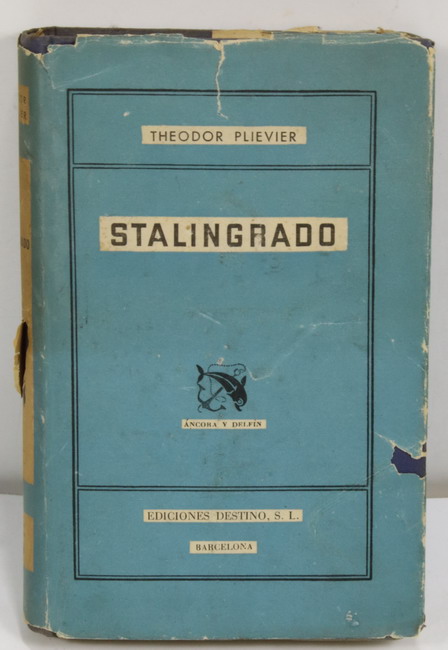 THEODOR PLIEVIER
STALINGRADO
ÁNCORA Y DELFÍN
EDICIONES DESTINO, S. L.
BARCELONA